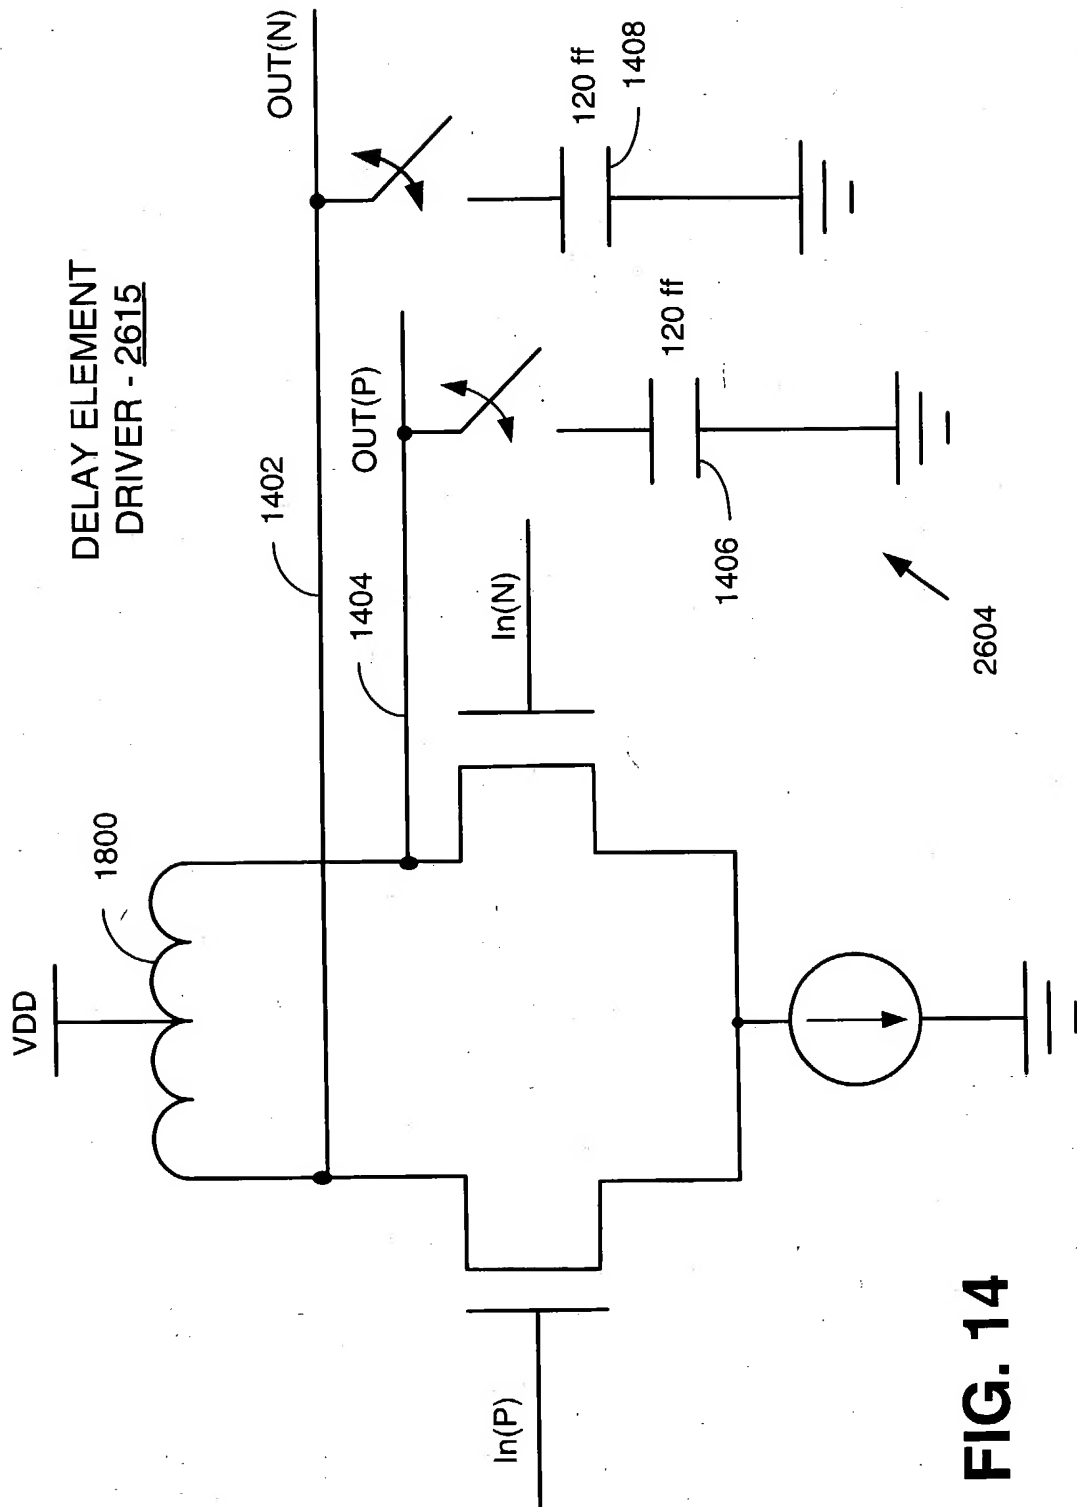 DELAY ELEMENT
DRIVER - 2615
VDD
1800
1402
OUT(N)
1404
OUT(P)
In(P)
In(N)
120 ff
1408
120 ff
1406
2604
FIG. 14